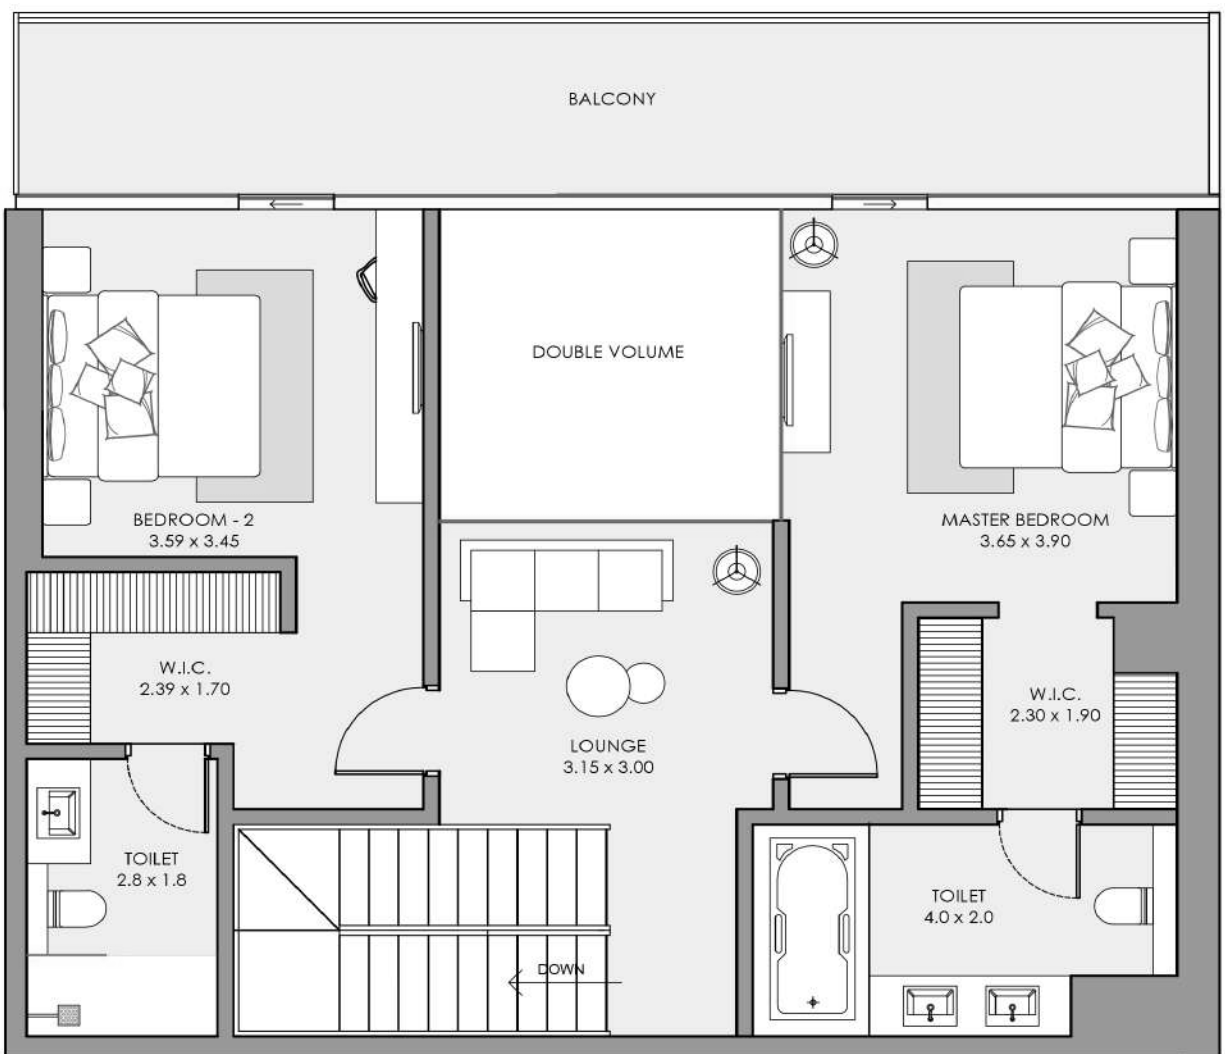 BALCONY
DOUBLE VOLUME
BEDROOM - 2
3.59 x 3.45
MASTER BEDROOM
3.65 x 3.90
W.I.C.
2.39 x 1.70
W.I.C.
2.30 x 1.90
LOUNGE
3.15 x 3.00
TOILET
2.8 x 1.8
TOILET
4.0 x 2.0
DOWN